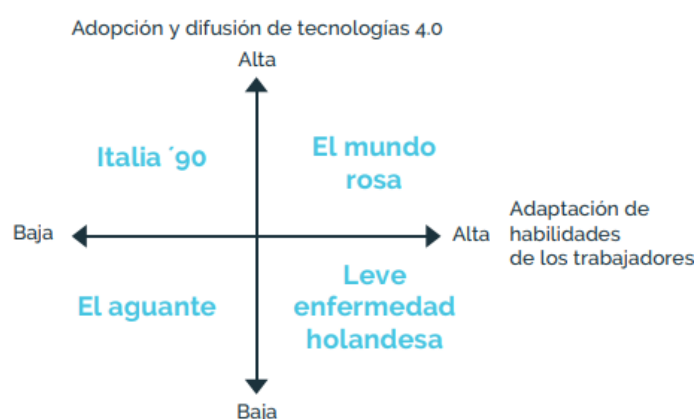 Adopción y difusión de tecnologías 4.0
Alta
Italia ´90
El mundo
rosa
Baja
Alta
Adaptación de
habilidades
de los trabajadores
El aguante
Leve
enfermedad
holandesa
Baja